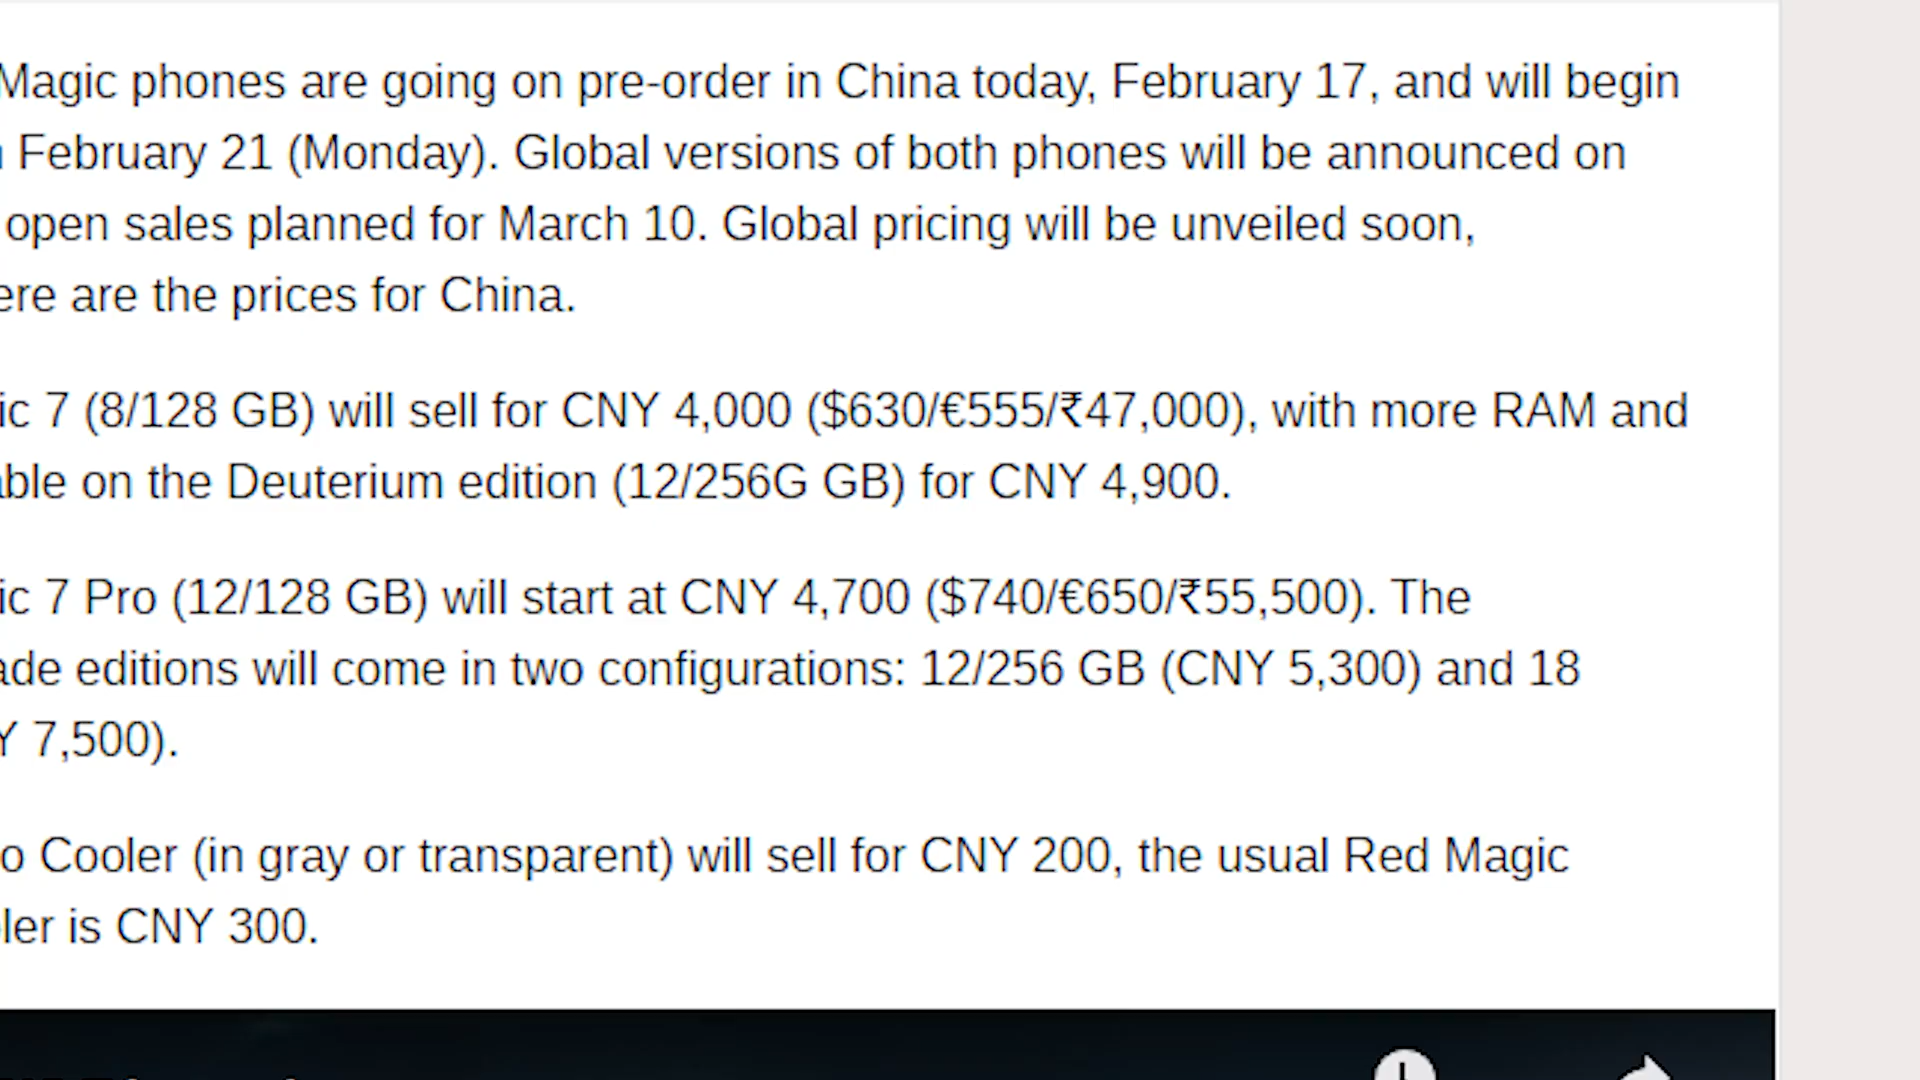 Magic phones are going on pre-order in China today, February 17, and will begin
February 21 (Monday). Global versions of both phones will be announced on
open sales planned for March 10. Global pricing will be unveiled soon,
ere are the prices for China.
ic 7 (8/128 GB) will sell for CNY 4,000 ($630/€555/₹47,000), with more RAM and
able on the Deuterium edition (12/256G GB) for CNY 4,900.
ic 7 Pro (12/128 GB) will start at CNY 4,700 ($740/€650/₹55,500). The
ade editions will come in two configurations: 12/256 GB (CNY 5,300) and 18
Y 7,500).
o Cooler (in gray or transparent) will sell for CNY 200, the usual Red Magic
ler is CNY 300.